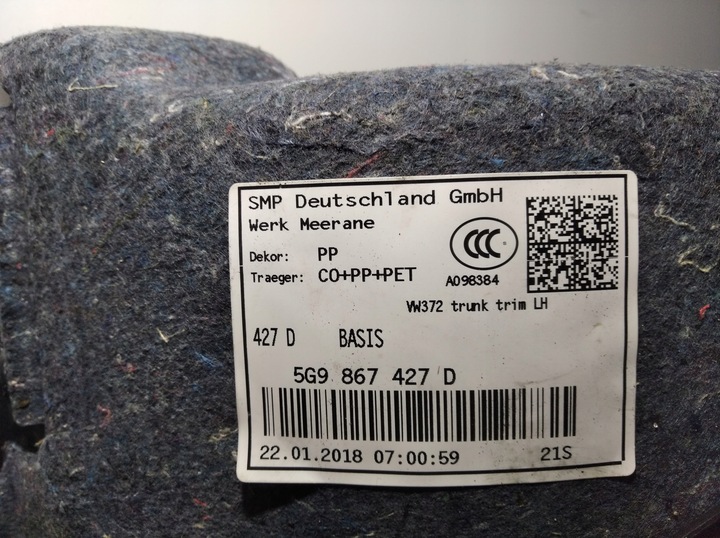 SMP Deutschland GmbH
Werk Meerane
Dekor: PP
Traeger: CO+PP+PET
CCC
A098384
VW372 trunk trim LH
427 D BASIS
5G9 867 427 D
22.01.2018 07:00:59 21S